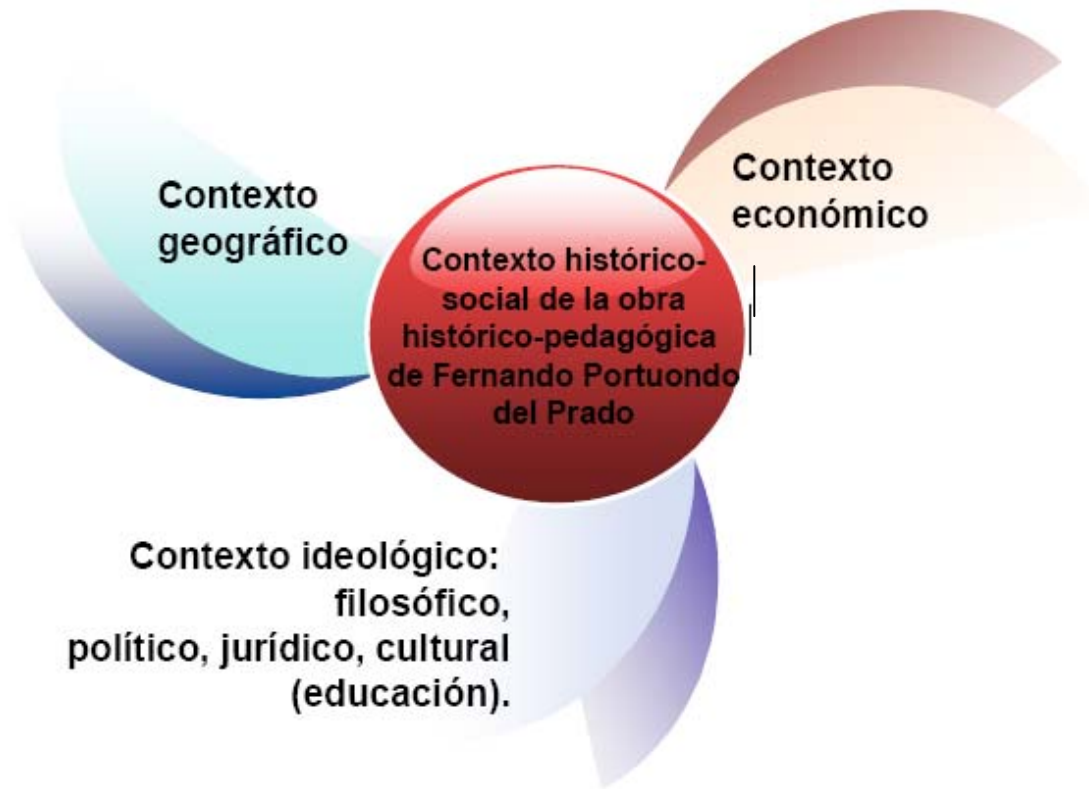 Contexto
geográfico
Contexto
económico
Contexto histórico-
social de la obra
histórico-pedagógica
de Fernando Portuondo
del Prado
Contexto ideológico:
filosófico,
político, jurídico, cultural
(educación).